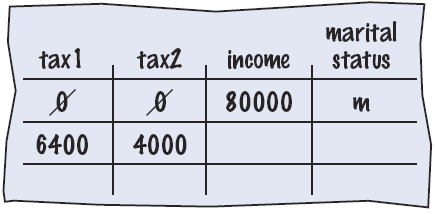 tax1 tax2 income marital status
0 0 80000 m
6400 4000